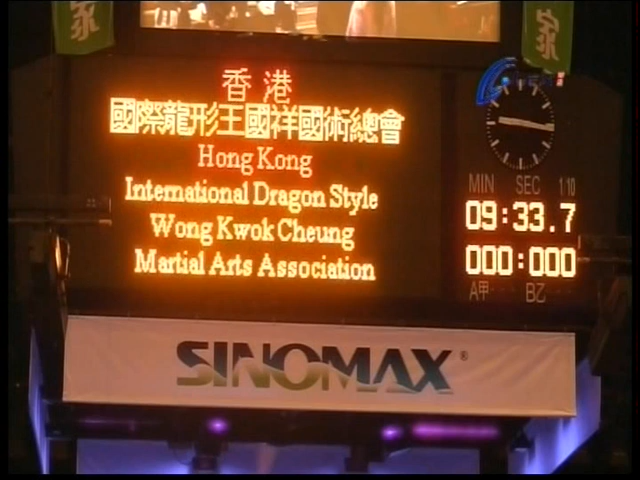 家
家
香港
國際龍形王國祥國術總會
Hong Kong
International Dragon Style
Wong Kwok Cheung
Martial Arts Association
MIN SEC 1/10
09:33.7
000:000
A甲 B乙
SINOMAX®